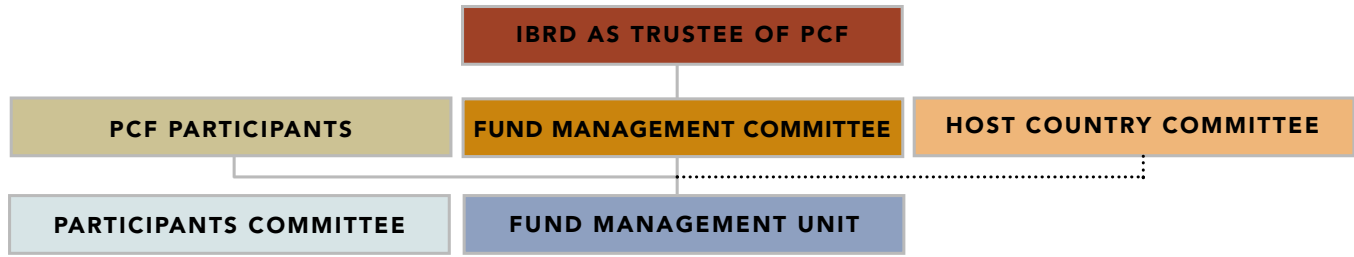 IBRD AS TRUSTEE OF PCF
PCF PARTICIPANTS
FUND MANAGEMENT COMMITTEE
HOST COUNTRY COMMITTEE
PARTICIPANTS COMMITTEE
FUND MANAGEMENT UNIT